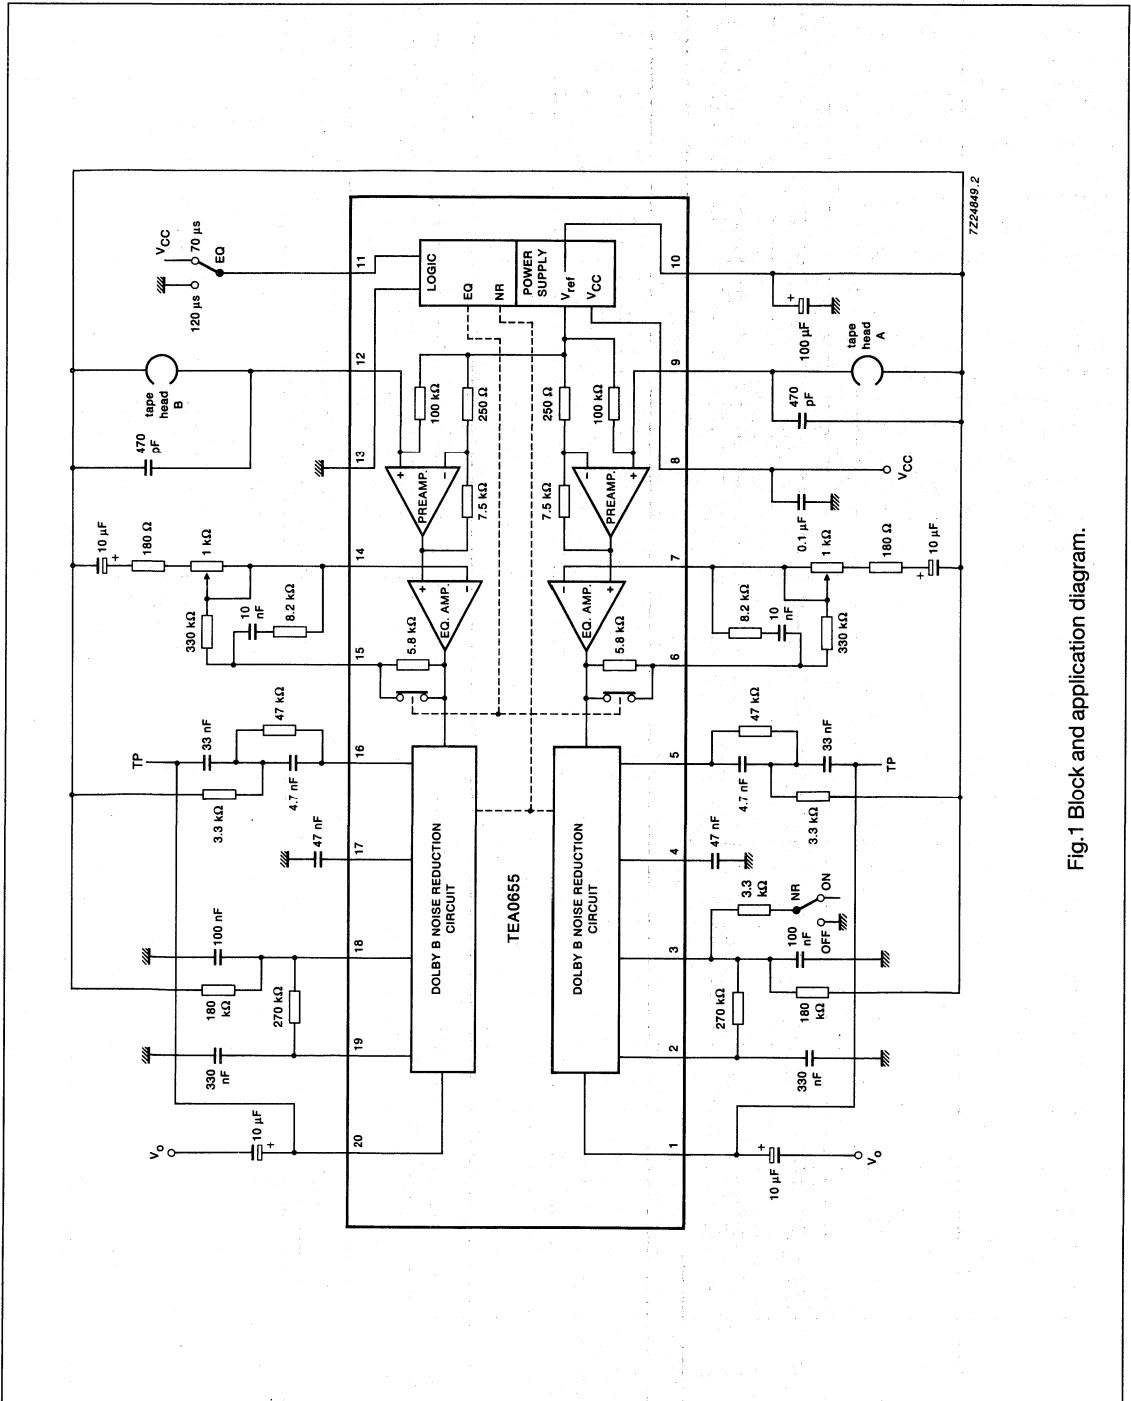 7Z24849.2
V_CC
70 µs
EQ
120 µs
tape
head
B
470
pF
10 µF
+
180 Ω
1 kΩ
330 kΩ
10
nF
8.2 kΩ
TP
33 nF
47 kΩ
3.3 kΩ
4.7 nF
47 nF
100 nF
180
kΩ
270 kΩ
330
nF
V_o
10 µF
+
11
12
13
14
15
16
17
18
19
20
LOGIC
EQ
NR
POWER
SUPPLY
V_ref
V_CC
100 kΩ
250 Ω
250 Ω
100 kΩ
+
−
PREAMP.
7.5 kΩ
7.5 kΩ
−
+
PREAMP.
+
−
EQ. AMP.
−
+
EQ. AMP.
5.8 kΩ
5.8 kΩ
DOLBY B NOISE REDUCTION
CIRCUIT
TEA0655
DOLBY B NOISE REDUCTION
CIRCUIT
10
9
8
7
6
5
4
3
2
1
+
100 µF
tape
head
A
470
pF
V_CC
0.1 µF
1 kΩ
180 Ω
10 µF
+
8.2 kΩ
10
nF
330 kΩ
47 kΩ
4.7 nF
33 nF
TP
3.3 kΩ
47 nF
3.3
kΩ
NR
ON
OFF
100
nF
270 kΩ
180
kΩ
330
nF
10 µF
+
V_o
Fig.1 Block and application diagram.